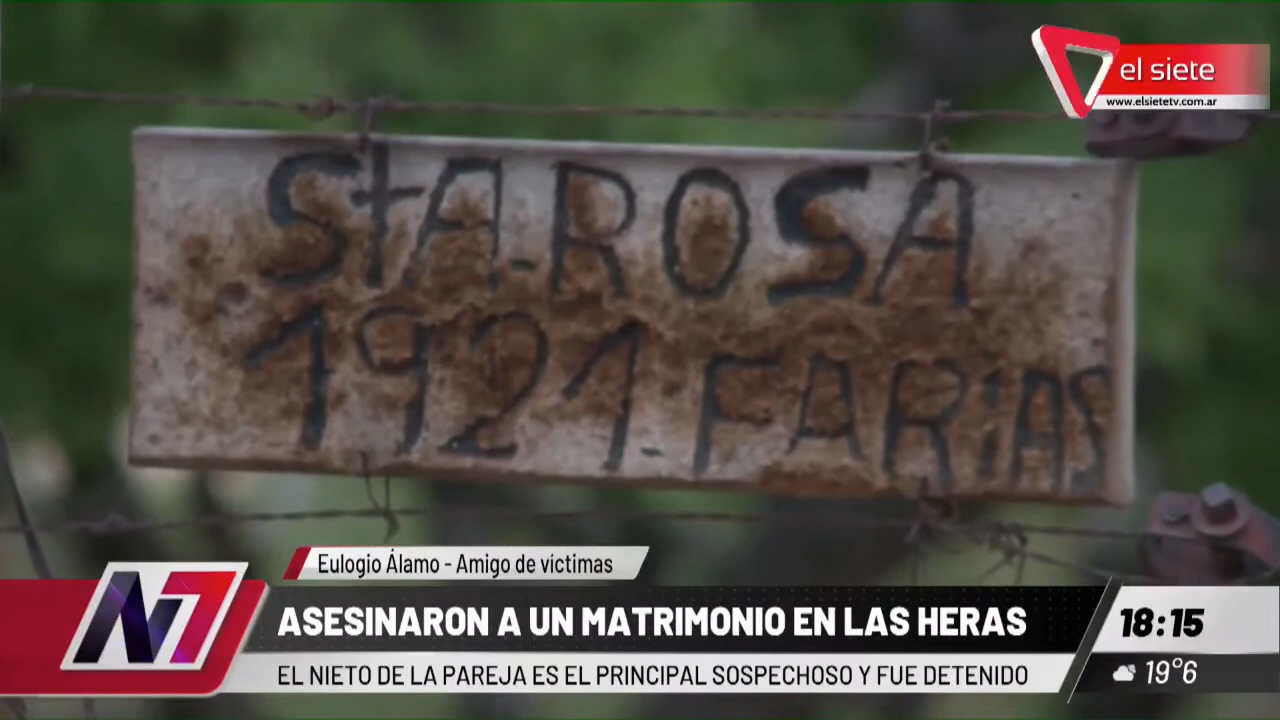 el siete
www.elsietetv.com.ar
StA-ROSA
1921-FARiAS
Eulogio Álamo - Amigo de víctimas
N7
ASESINARON A UN MATRIMONIO EN LAS HERAS
EL NIETO DE LA PAREJA ES EL PRINCIPAL SOSPECHOSO Y FUE DETENIDO
18:15
19°6